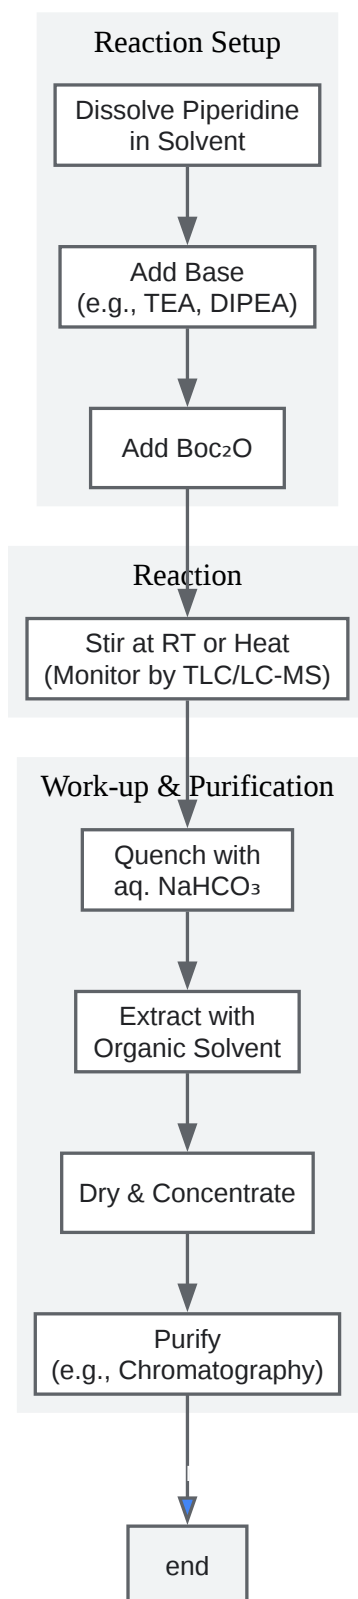 Reaction Setup
Dissolve Piperidine
in Solvent
Add Base
(e.g., TEA, DIPEA)
Add Boc₂O
Reaction
Stir at RT or Heat
(Monitor by TLC/LC-MS)
Work-up & Purification
Quench with
aq. NaHCO₃
Extract with
Organic Solvent
Dry & Concentrate
Purify
(e.g., Chromatography)
end